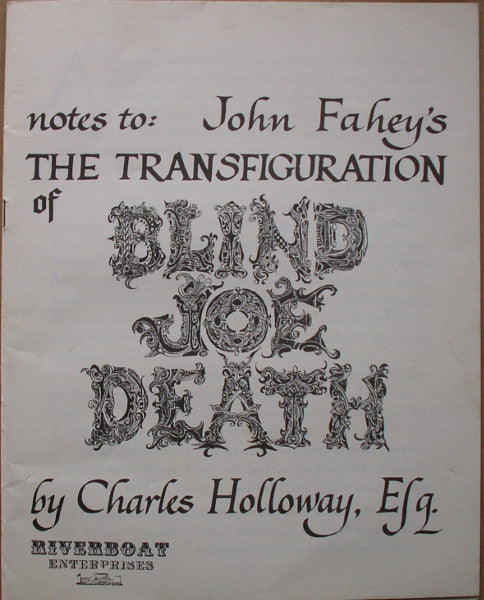 notes to: John Fahey's
THE TRANSFIGURATION
of
BLIND
JOE
DEATH
by Charles Holloway, Eſq.
RIVERBOAT
ENTERPRISES